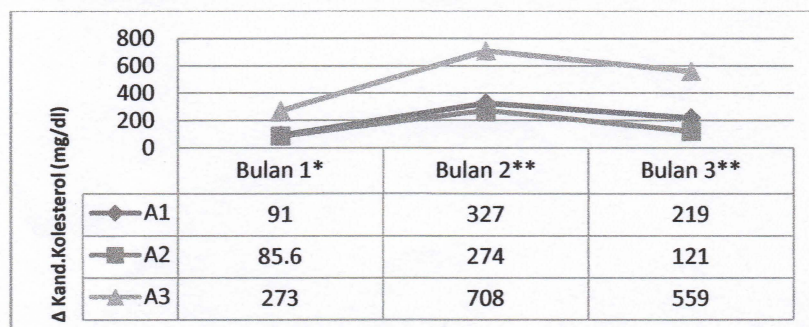 Δ Kand.Kolesterol (mg/dl)
800
600
400
200
0
Bulan 1* Bulan 2** Bulan 3**
A1 91 327 219
A2 85.6 274 121
A3 273 708 559